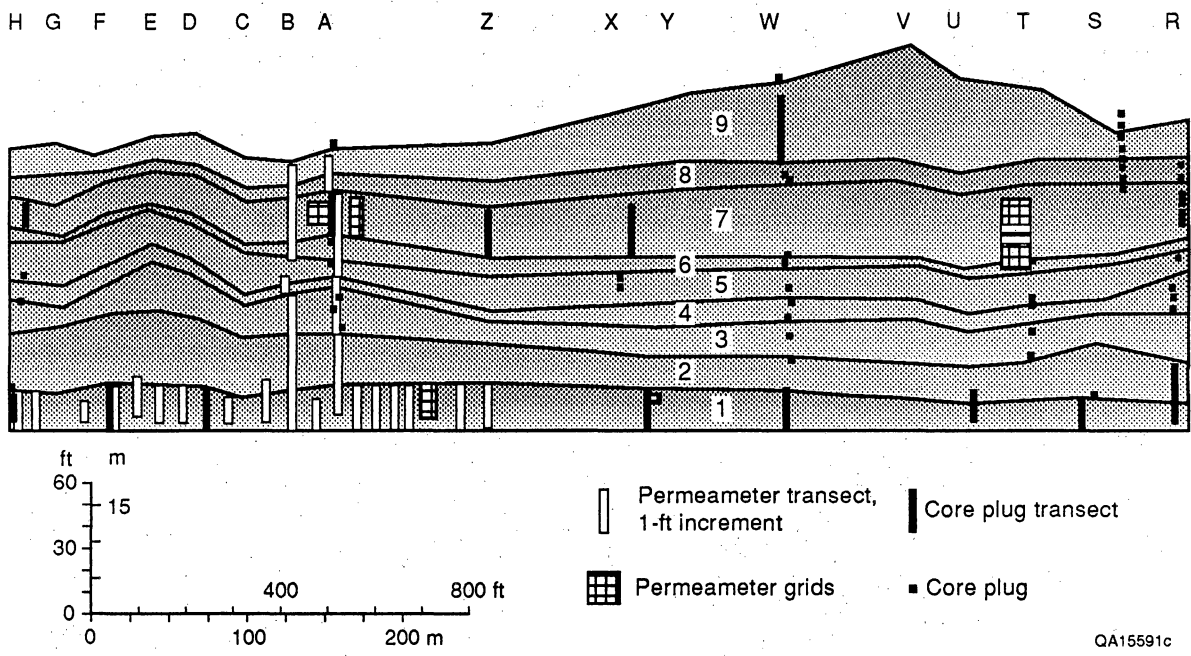 H G F E D C B A Z X Y W V U T S R
9
8
7
6
5
4
3
2
1
ft m
60
15
30
400 800 ft
0
0 100 200 m
Permeameter transect,
1-ft increment
Core plug transect
Permeameter grids
Core plug
QA15591c